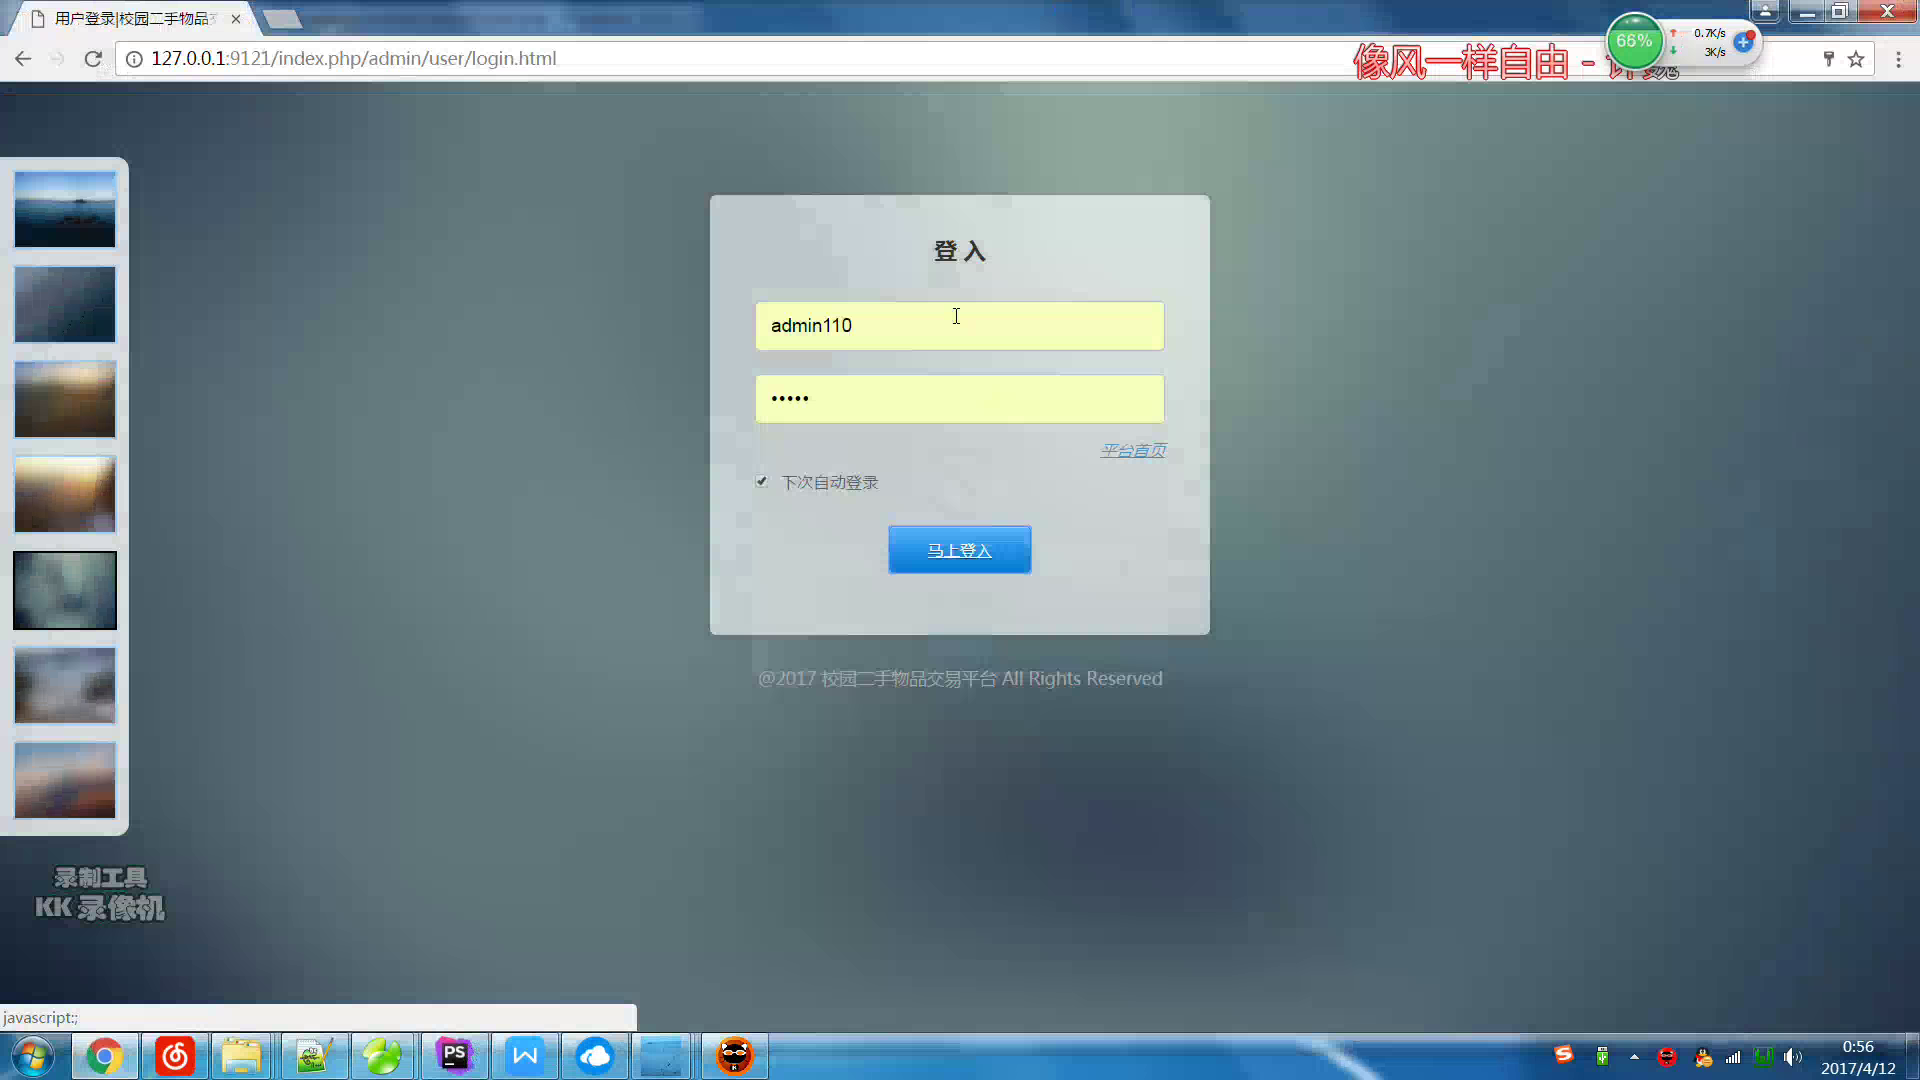 用户登录|校园二手物品
127.0.0.1:9121/index.php/admin/user/login.html
像风一样自由 -
66%
0.7K/s
3K/s
登 入
admin110
•••••
平台首页
下次自动登录
马上登入
@2017 校园二手物品交易平台 All Rights Reserved
录制工具
KK 录像机
javascript:;
PS
0:56
2017/4/12